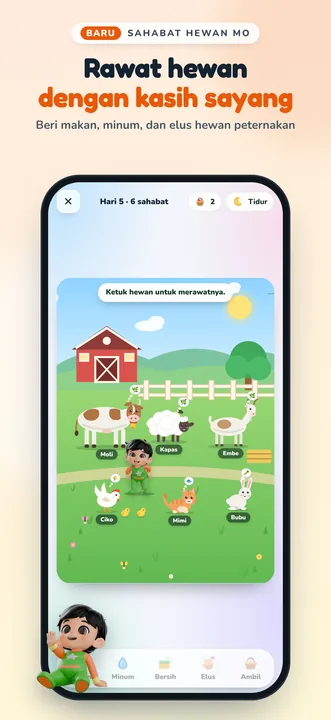 BARU SAHABAT HEWAN MO
Rawat hewan
dengan kasih sayang
Beri makan, minum, dan elus hewan peternakan
Hari 5 · 6 sahabat
2
Tidur
Ketuk hewan untuk merawatnya.
Moli
Kapas
Embe
Ciko
Mimi
Bubu
Minum
Bersih
Elus
Ambil